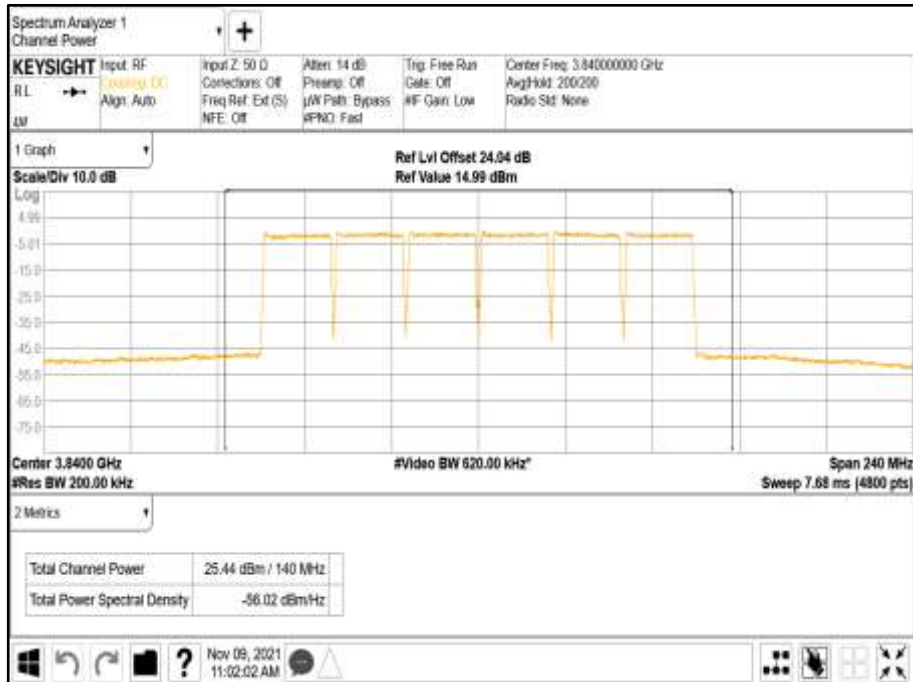 Spectrum Analyzer 1
Channel Power
+
KEYSIGHT
RL
LM
Input: RF
Coupling: DC
Align: Auto
Input Z: 50 Ω
Corrections: Off
Freq Ref: Ext (S)
NFE: Off
Atten: 14 dB
Preamp: Off
µW Path: Bypass
#PNO: Fast
Trig: Free Run
Gate: Off
#IF Gain: Low
Center Freq: 3.840000000 GHz
Avg|Hold: 200/200
Radio Std: None
1 Graph
Scale/Div 10.0 dB
Ref Lvl Offset 24.04 dB
Ref Value 14.99 dBm
Log
4.99
-5.01
-15.0
-25.0
-35.0
-45.0
-55.0
-65.0
-75.0
Center 3.8400 GHz
#Res BW 200.00 kHz
#Video BW 620.00 kHz*
Span 240 MHz
Sweep 7.68 ms (4800 pts)
2 Metrics
Total Channel Power 25.44 dBm / 140 MHz
Total Power Spectral Density -56.02 dBm/Hz
?
Nov 09, 2021
11:02:02 AM